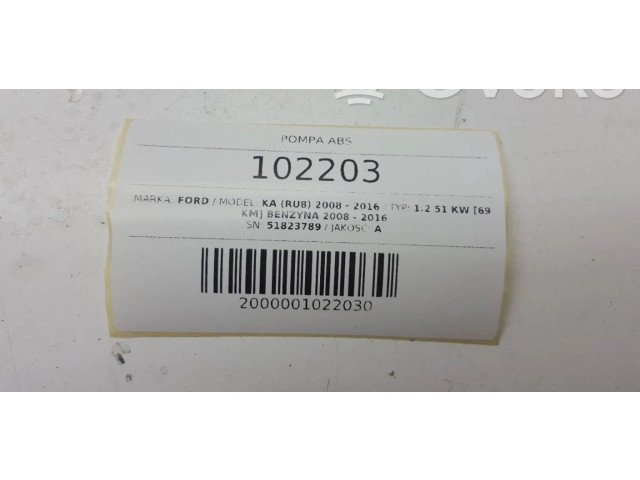 POMPA ABS
102203
MARKA: FORD / MODEL: KA (RU8) 2008 - 2016 / TYP: 1.2 51 KW [69
KM] BENZYNA 2008 - 2016
SN: 51823789 / JAKOŚĆ: A
2000001022030